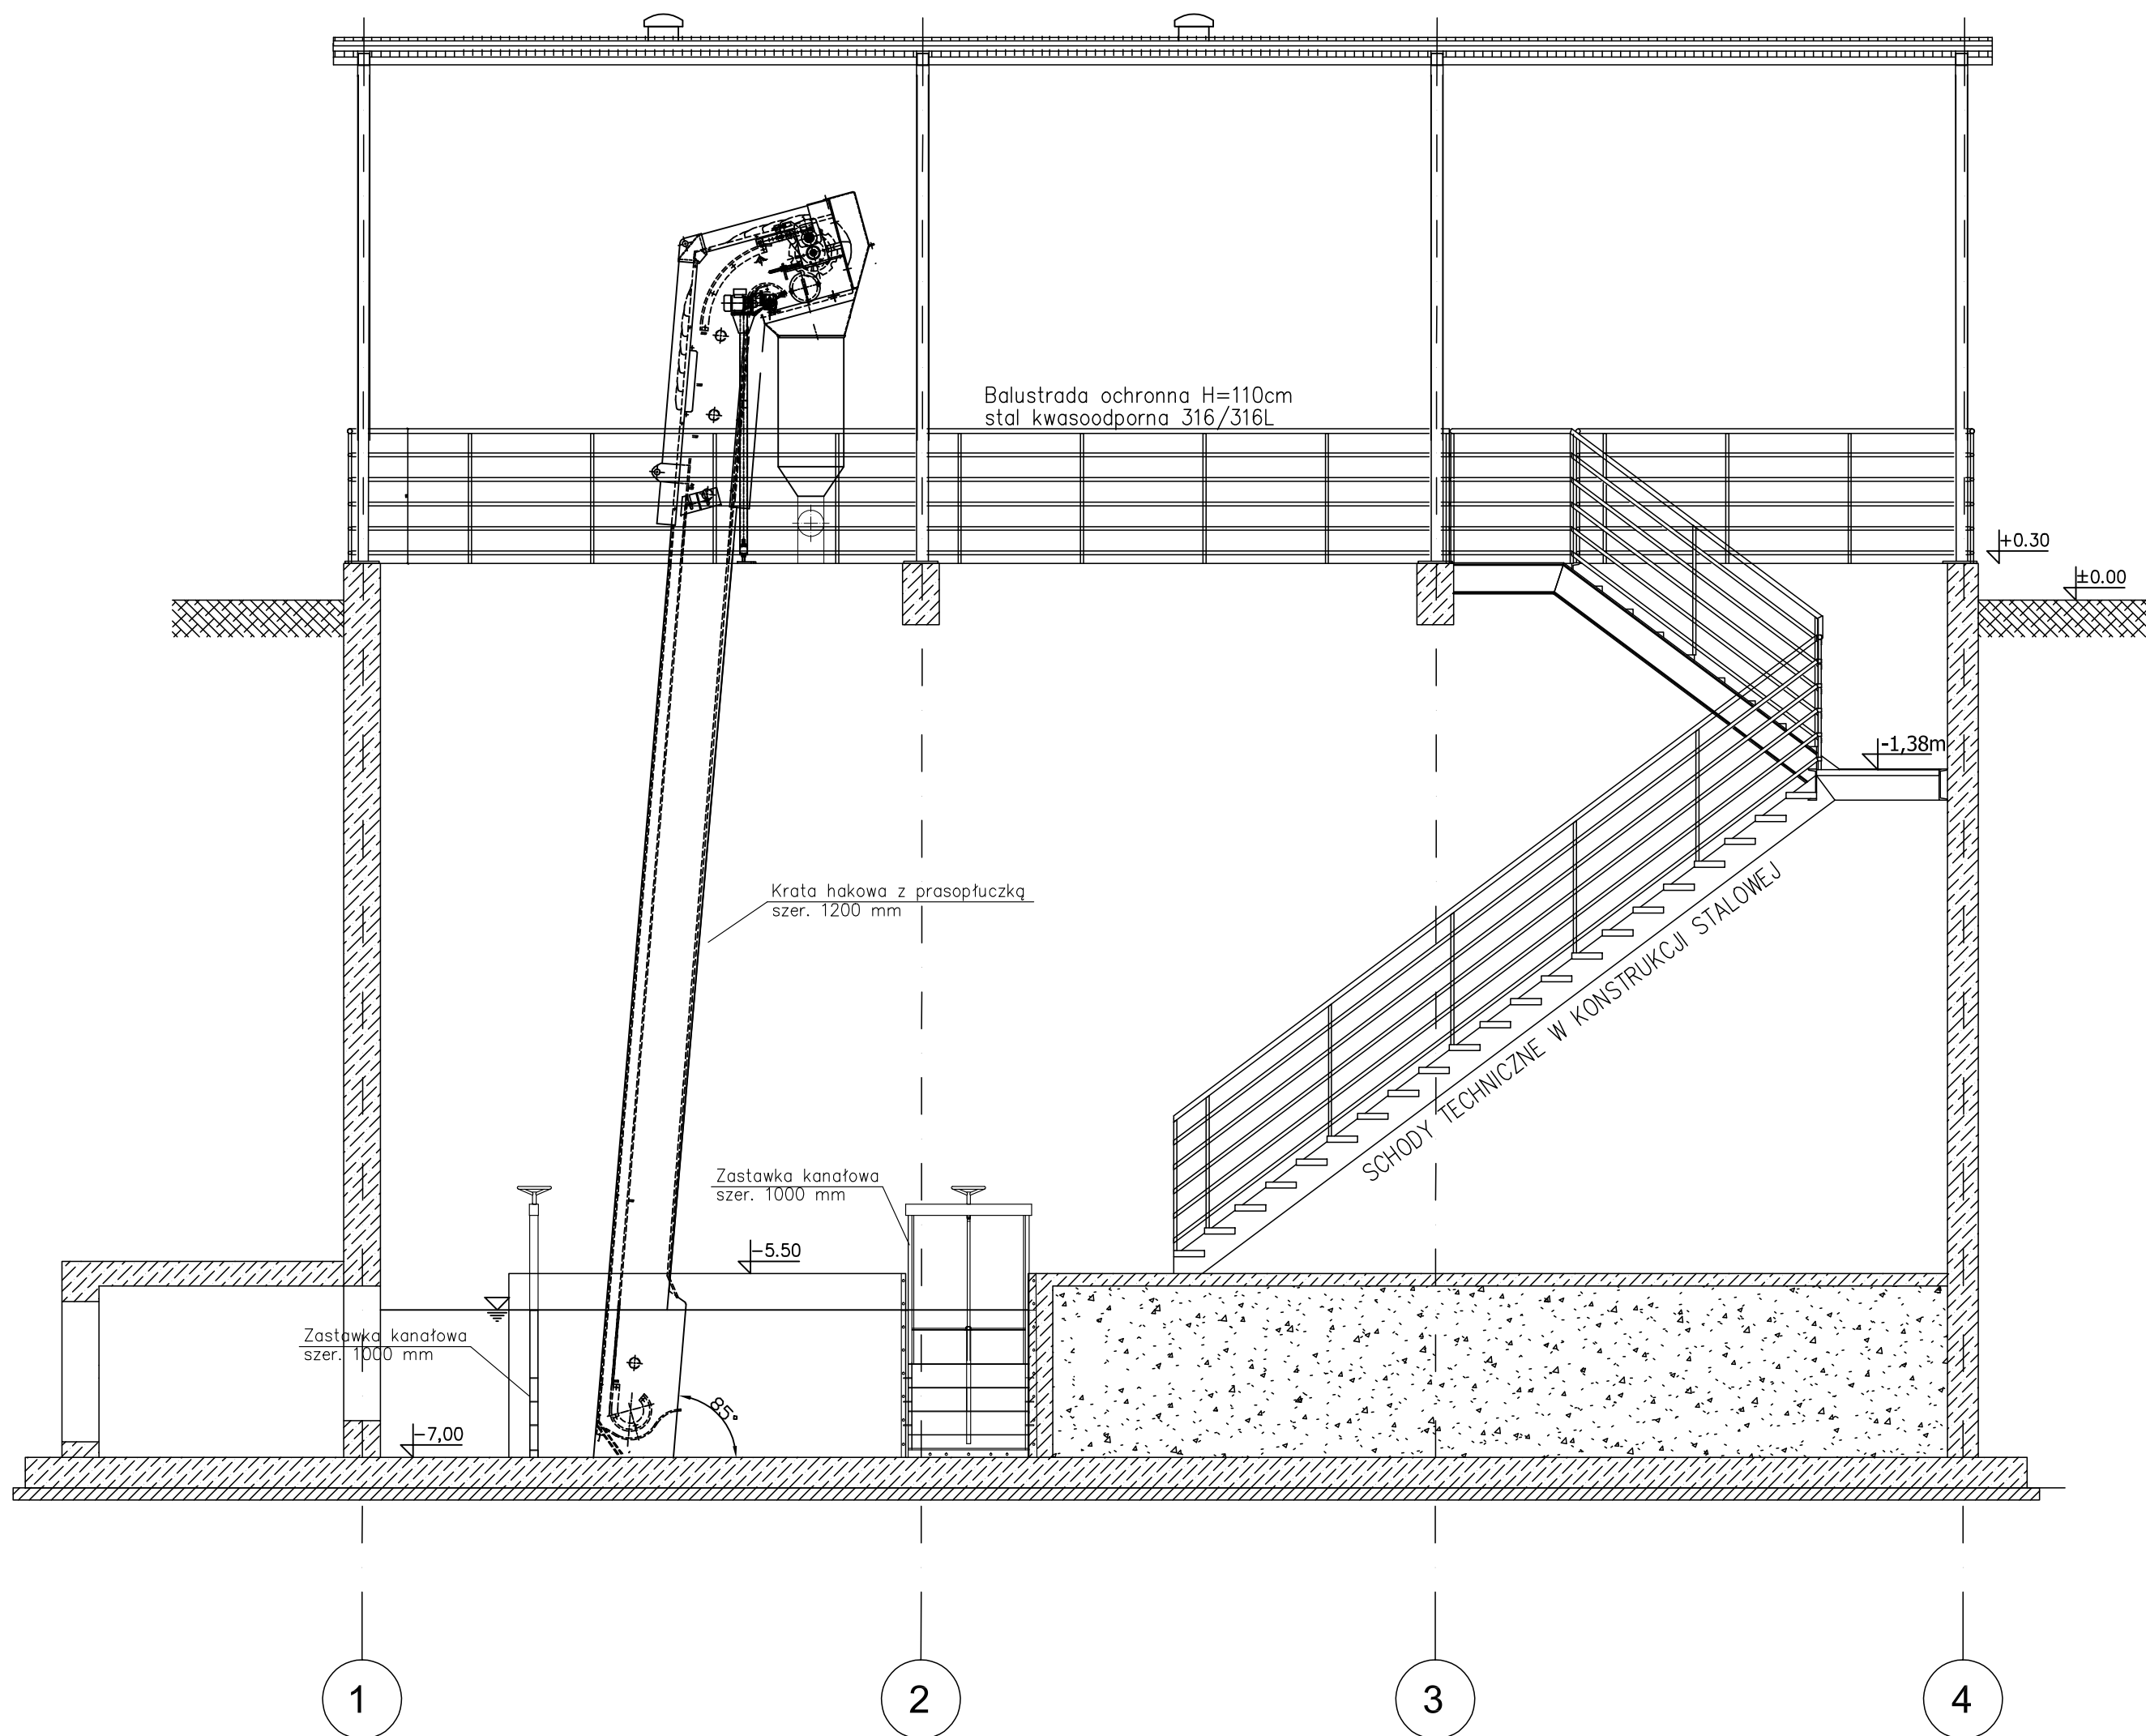 Balustrada ochronna H=110cm
stal kwasoodporna 316/316L
+0.30
±0.00
-1,38m
Krata hakowa z prasopłuczką
szer. 1200 mm
SCHODY TECHNICZNE W KONSTRUKCJI STALOWEJ
Zastawka kanałowa
szer. 1000 mm
-5.50
Zastawka kanałowa
szer. 1000 mm
85°
-7,00
1
2
3
4